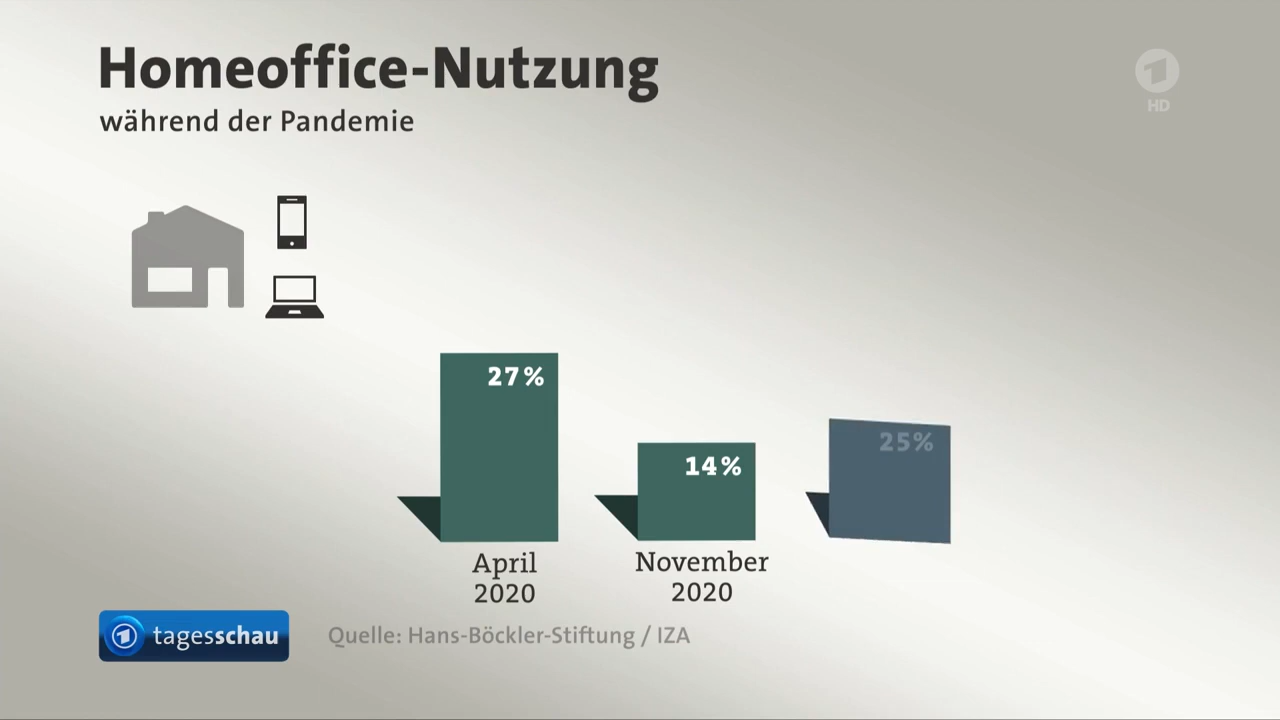 Homeoffice-Nutzung
während der Pandemie
HD
27%
14%
25%
April
2020
November
2020
tagesschau
Quelle: Hans-Böckler-Stiftung / IZA